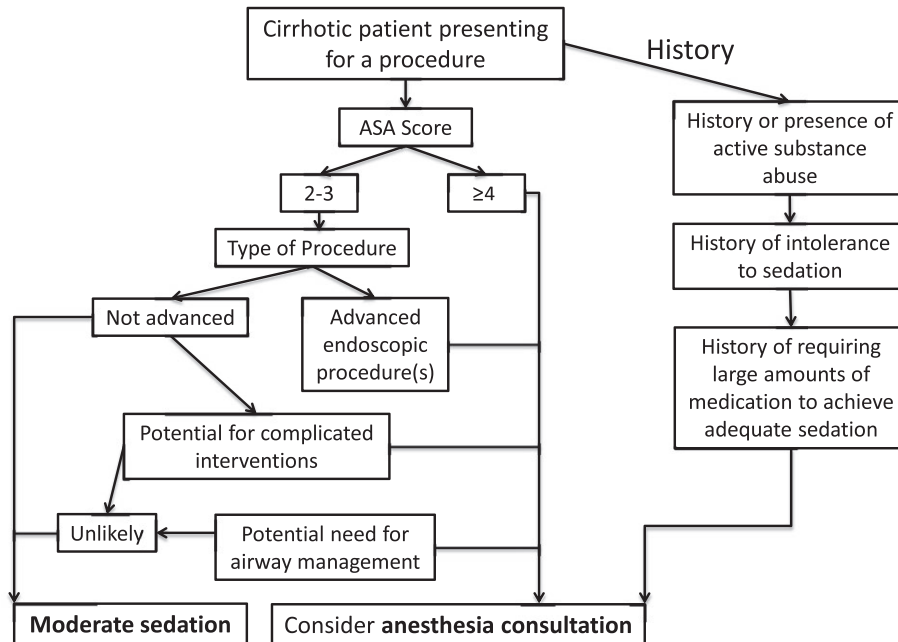 Cirrhotic patient presenting
for a procedure
History
ASA Score
History or presence of
active substance
abuse
2-3
≥4
Type of Procedure
History of intolerance
to sedation
Not advanced
Advanced
endoscopic
procedure(s)
History of requiring
large amounts of
medication to achieve
adequate sedation
Potential for complicated
interventions
Unlikely
Potential need for
airway management
Moderate sedation
Consider anesthesia consultation